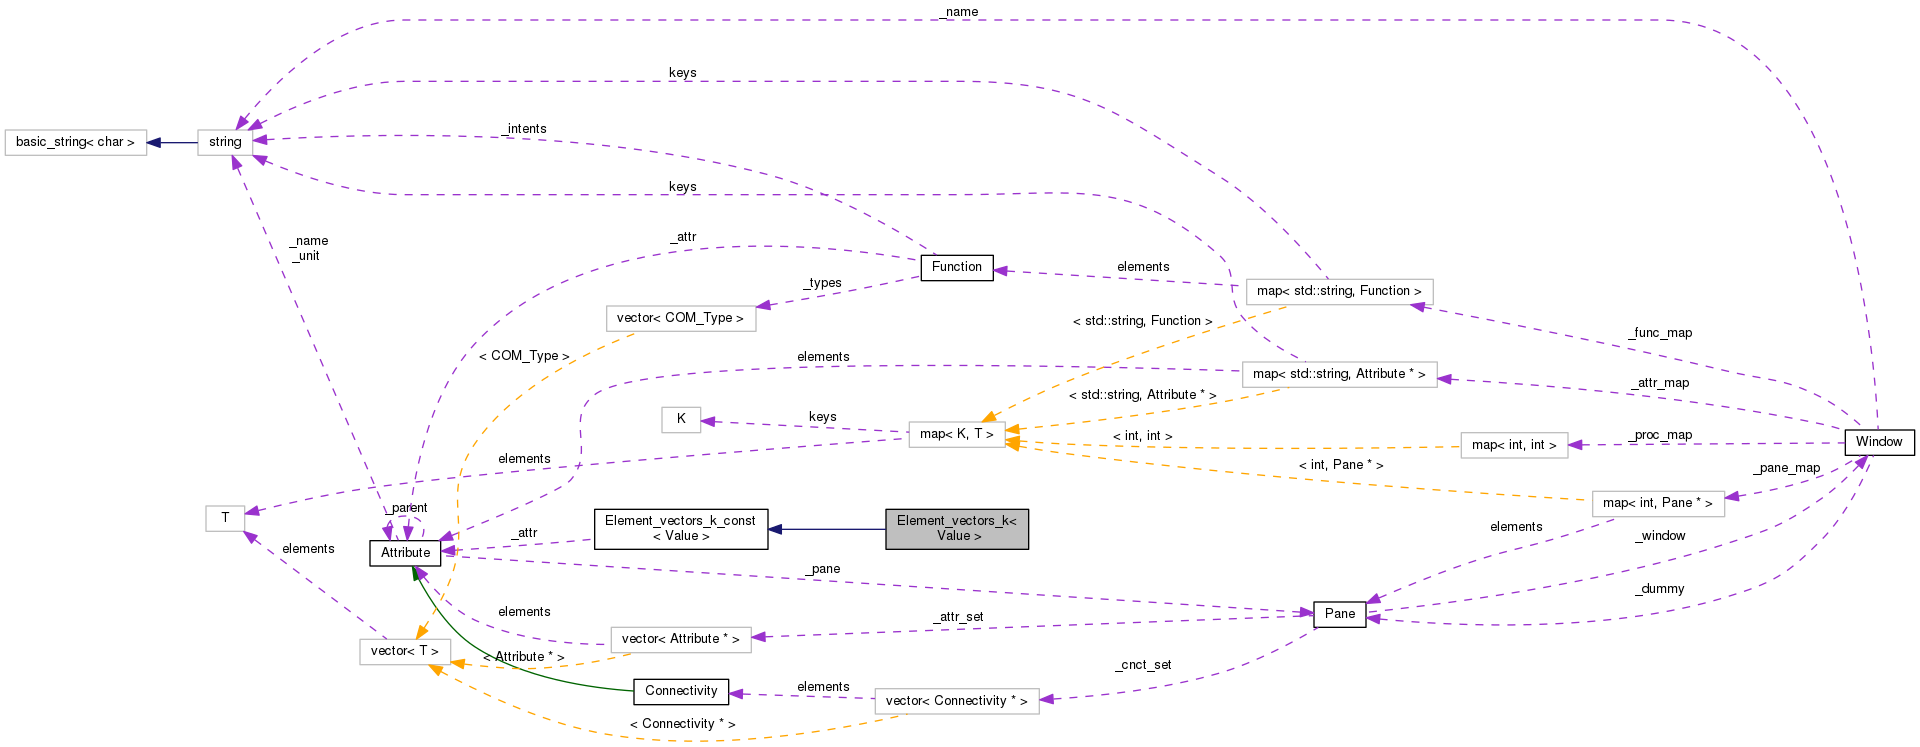 _name
keys
_intents
basic_string< char >
string
keys
_name
_unit
_attr
Function
elements
_types
map< std::string, Function >
vector< COM_Type >
< std::string, Function >
_func_map
< COM_Type >
elements
map< std::string, Attribute * >
_attr_map
< std::string, Attribute * >
K
keys
map< K, T >
< int, int >
map< int, int >
_proc_map
Window
elements
< int, Pane * >
_pane_map
map< int, Pane * >
T
_parent
Element_vectors_k_const
< Value >
Element_vectors_k<
Value >
elements
_attr
_window
elements
Attribute
_pane
_dummy
elements
_attr_set
Pane
vector< Attribute * >
vector< T >
< Attribute * >
_cnct_set
Connectivity
elements
vector< Connectivity * >
< Connectivity * >